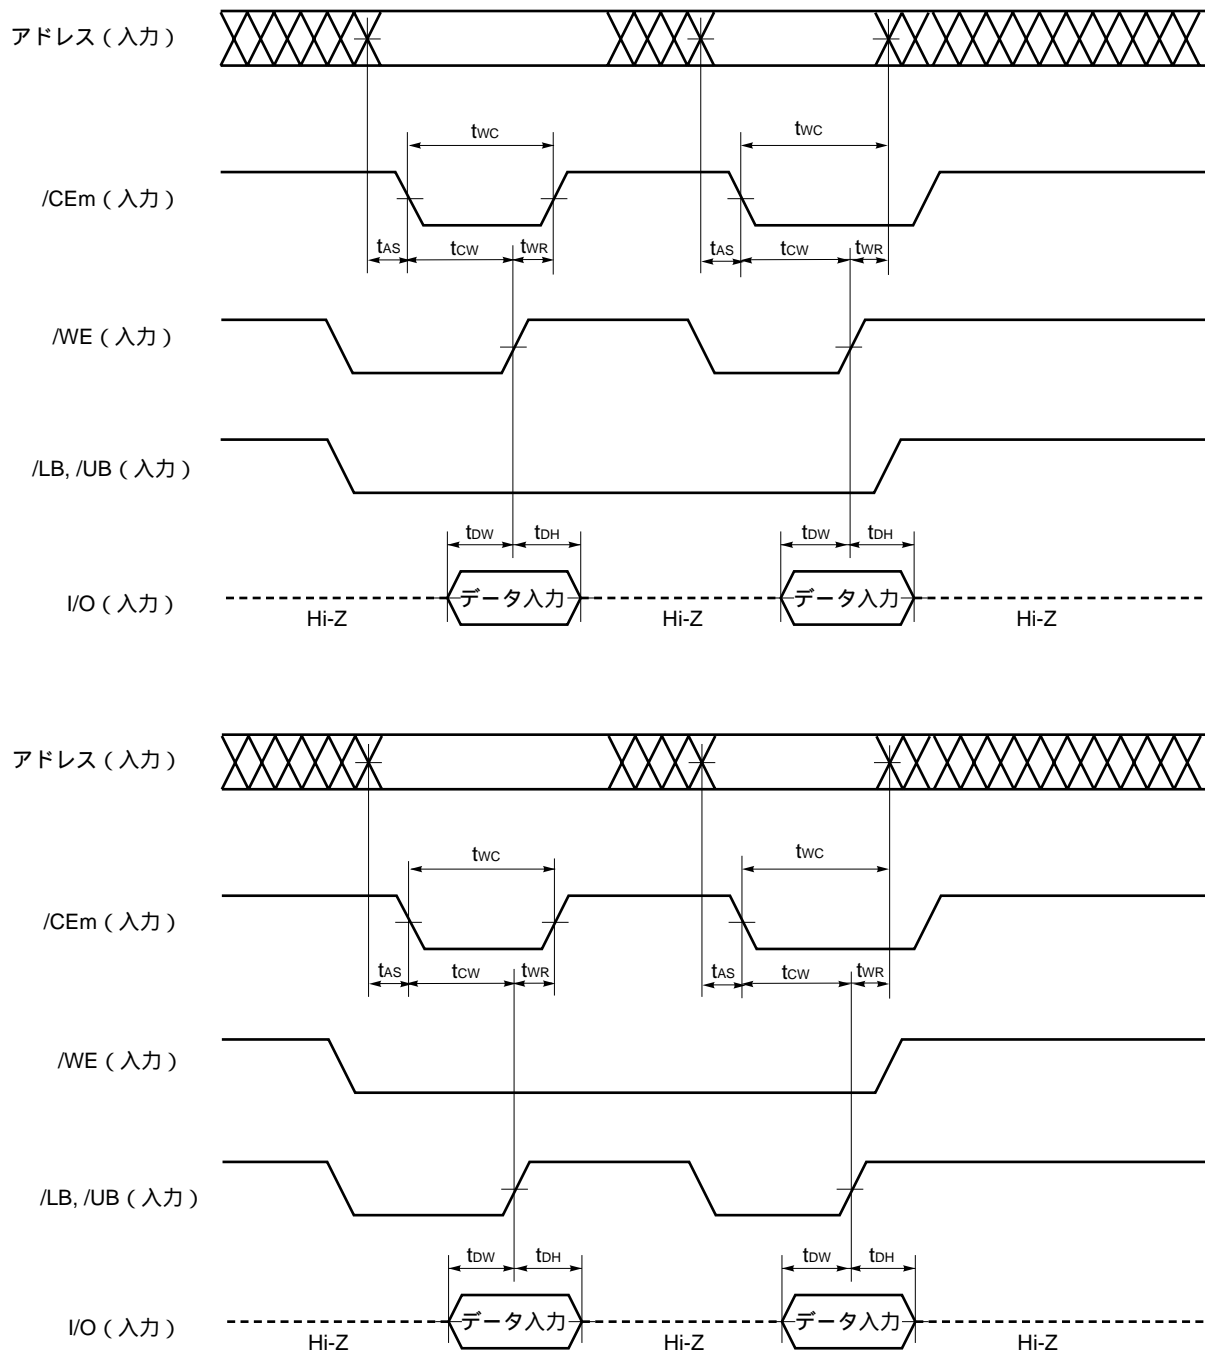 アドレス（入力）
tWC tWC
/CEm（入力）
tAS tCW tWR tAS tCW tWR
/WE（入力）
/LB, /UB（入力）
tDW tDH tDW tDH
I/O（入力） データ入力 データ入力
Hi-Z Hi-Z Hi-Z
アドレス（入力）
tWC tWC
/CEm（入力）
tAS tCW tWR tAS tCW tWR
/WE（入力）
/LB, /UB（入力）
tDW tDH tDW tDH
I/O（入力） データ入力 データ入力
Hi-Z Hi-Z Hi-Z